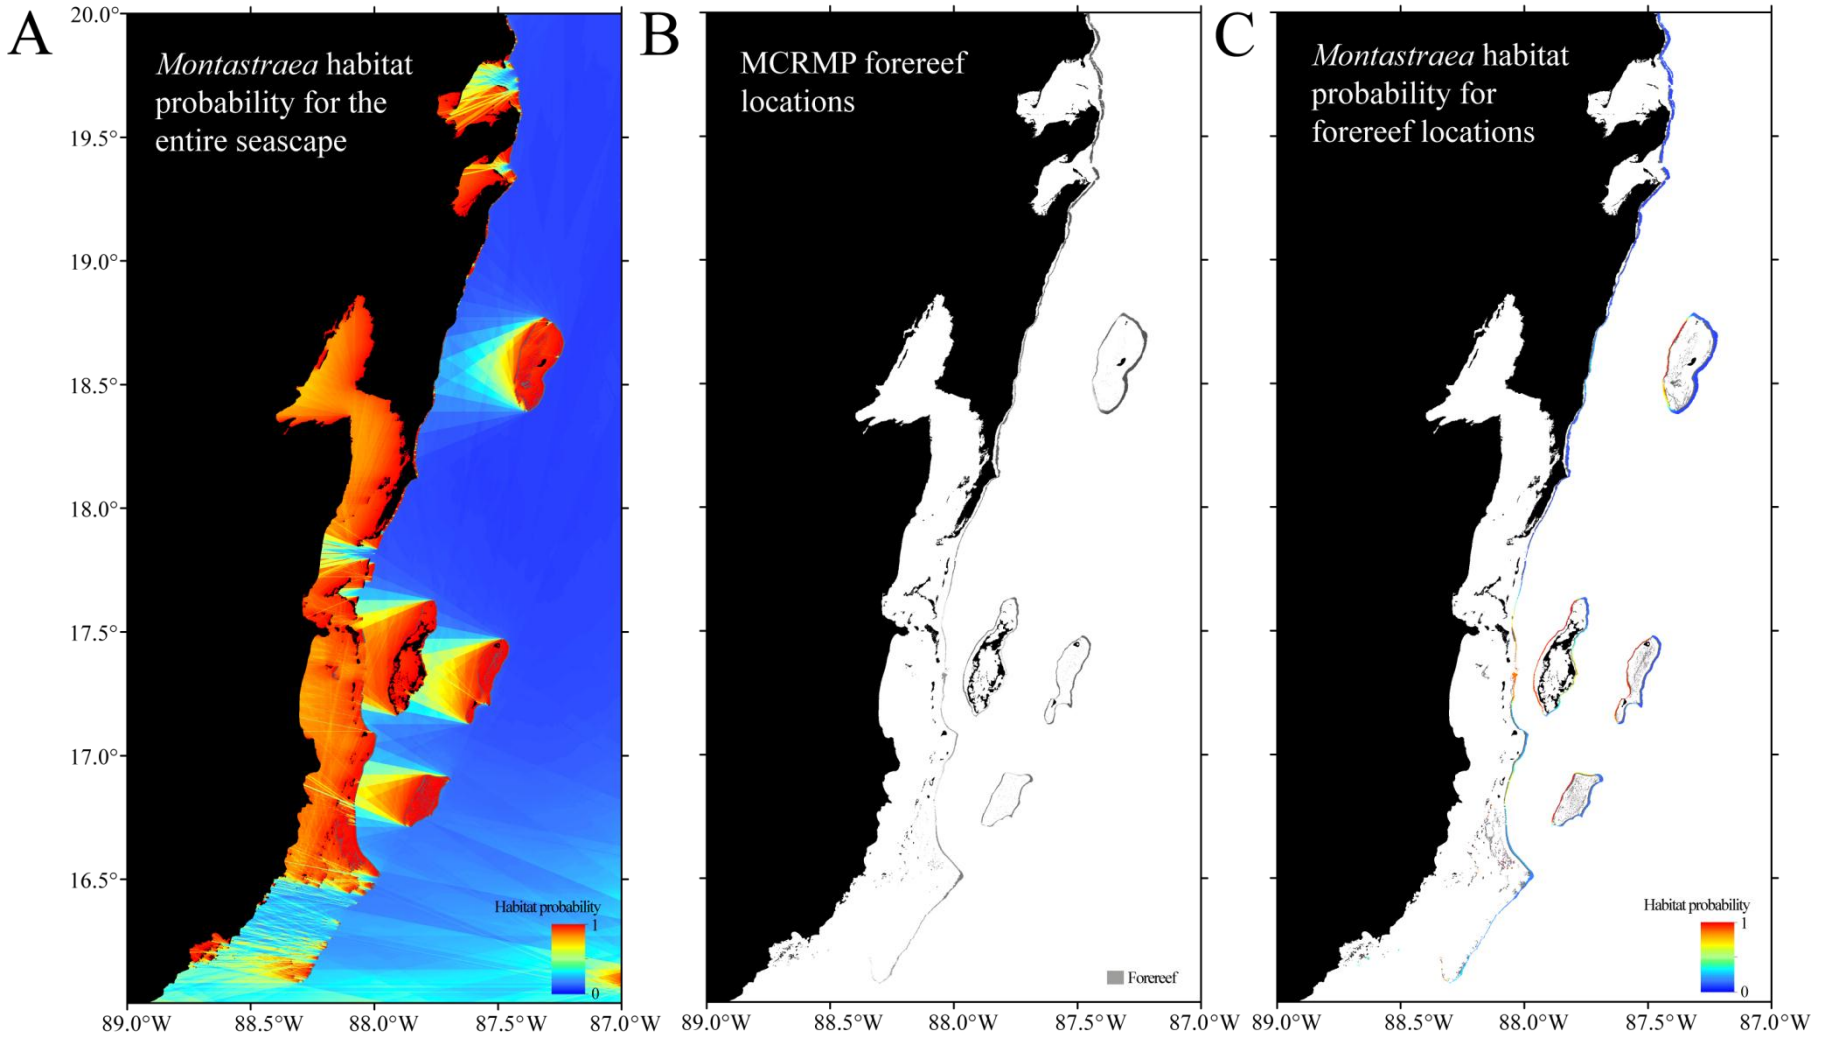 A
B
C
Montastraea habitat
probability for the
entire seascape
MCRMP forereef
locations
Montastraea habitat
probability for
forereef locations
20.0°
19.5°
19.0°
18.5°
18.0°
17.5°
17.0°
16.5°
Habitat probability
1
0
Forereef
Habitat probability
1
0
89.0°W
88.5°W
88.0°W
87.5°W
87.0°W
89.0°W
88.5°W
88.0°W
87.5°W
87.0°W
89.0°W
88.5°W
88.0°W
87.5°W
87.0°W